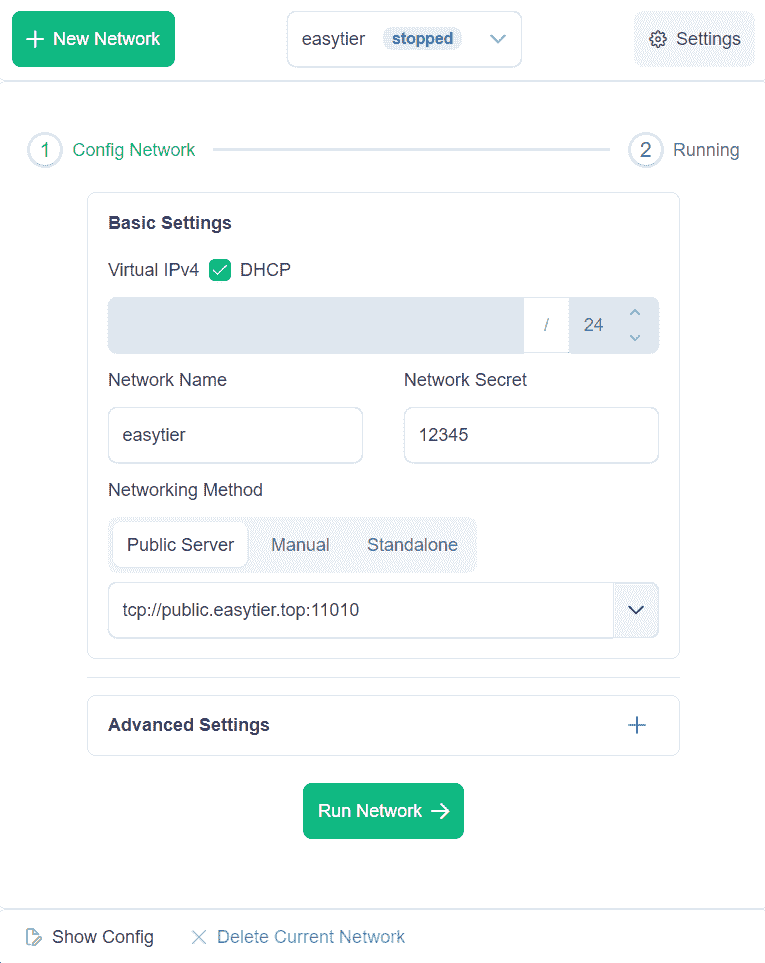 New Network
easytier stopped
Settings
1 Config Network
2 Running
Basic Settings
Virtual IPv4 DHCP
/ 24
Network Name
Network Secret
easytier
12345
Networking Method
Public Server Manual Standalone
tcp://public.easytier.top:11010
Advanced Settings
Run Network
Show Config
Delete Current Network